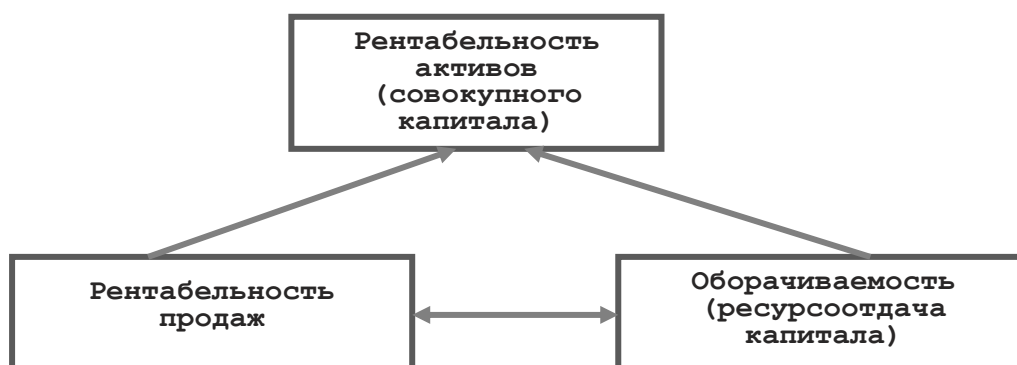 Рентабельность
активов
(совокупного
капитала)
Рентабельность
продаж
Оборачиваемость
(ресурсоотдача
капитала)